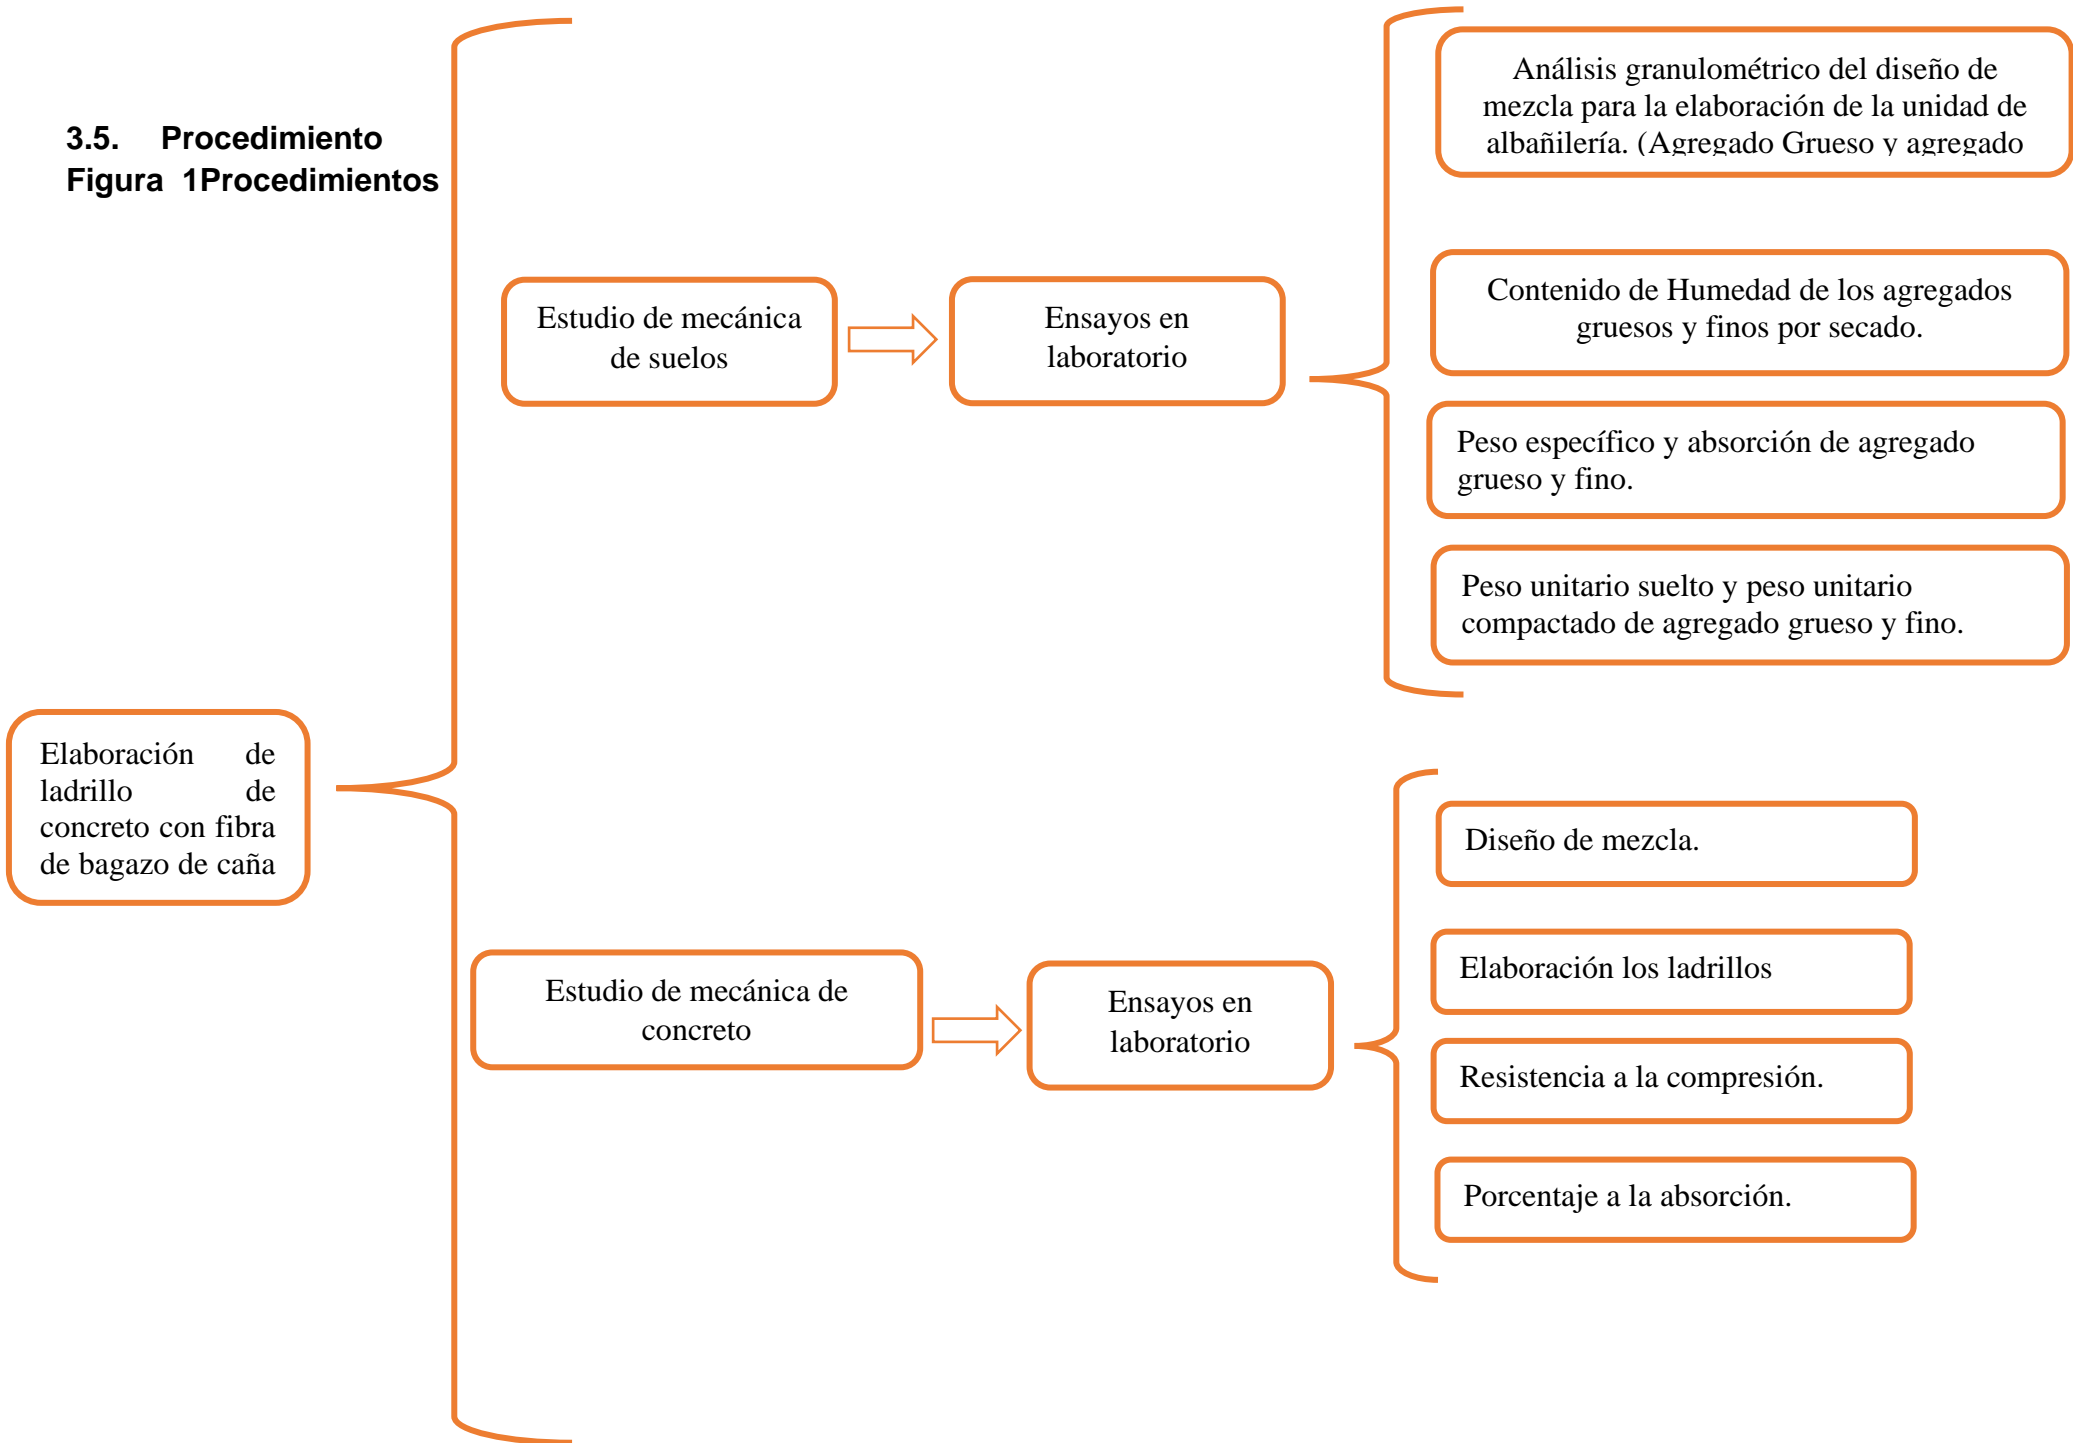 3.5. Procedimiento
Figura 1Procedimientos
Elaboración de
ladrillo de
concreto con fibra
de bagazo de caña
Estudio de mecánica
de suelos
Ensayos en
laboratorio
Análisis granulométrico del diseño de
mezcla para la elaboración de la unidad de
albañilería. (Agregado Grueso y agregado
Contenido de Humedad de los agregados
gruesos y finos por secado.
Peso específico y absorción de agregado
grueso y fino.
Peso unitario suelto y peso unitario
compactado de agregado grueso y fino.
Estudio de mecánica de
concreto
Ensayos en
laboratorio
Diseño de mezcla.
Elaboración los ladrillos
Resistencia a la compresión.
Porcentaje a la absorción.